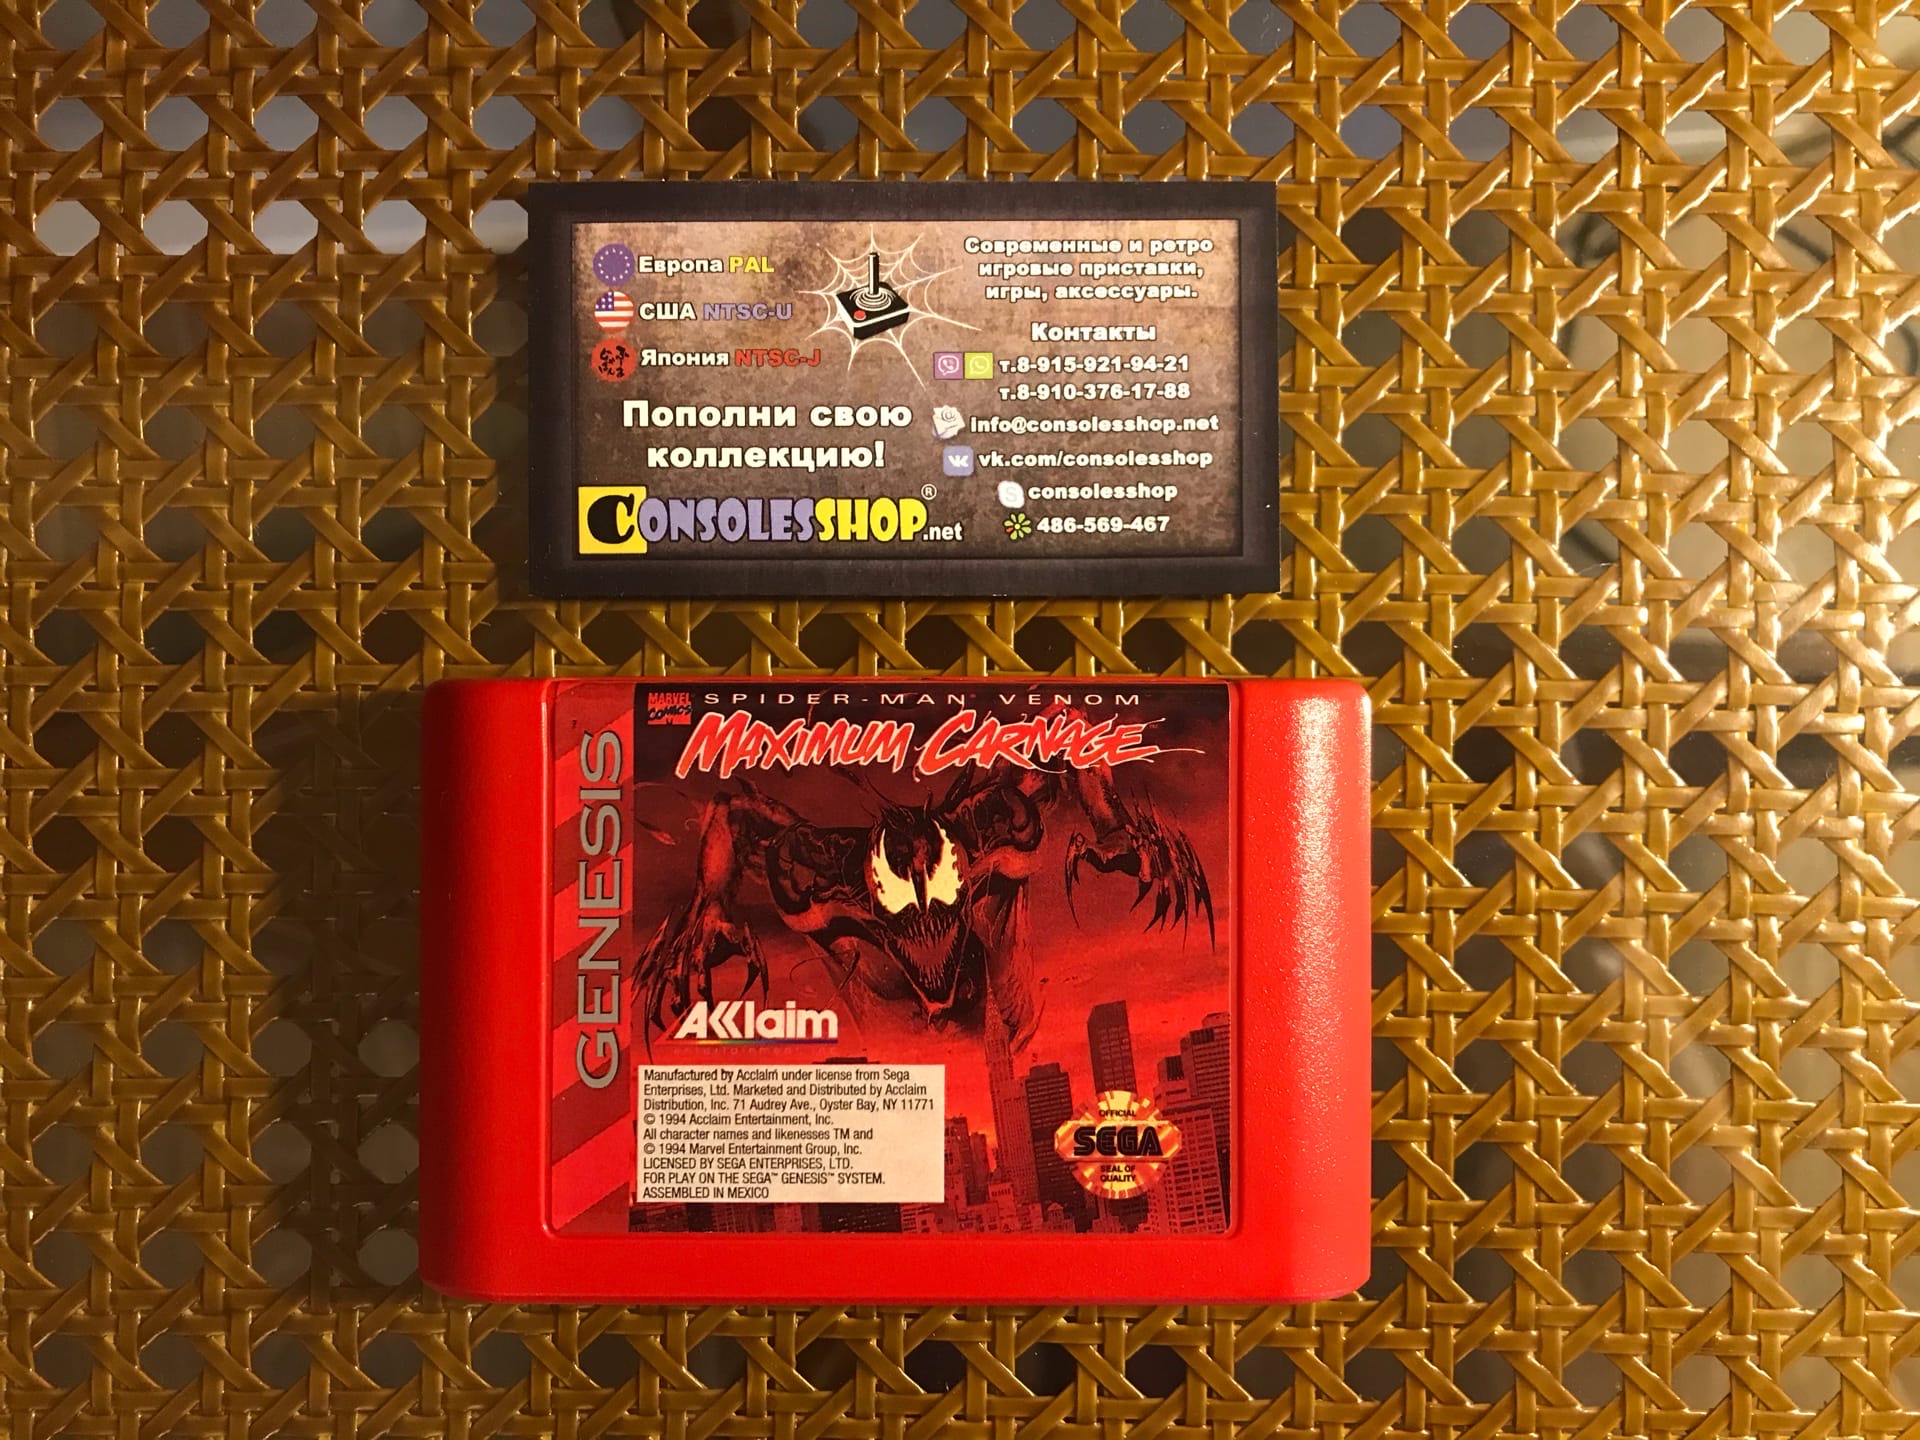 Европа PAL
США NTSC-U
Япония NTSC-J
Пополни свою
коллекцию!
CONSOLESSHOP®.net
Современные и ретро
игровые приставки,
игры, аксессуары.
Контакты
т.8-915-921-94-21
т.8-910-376-17-88
info@consolesshop.net
vk.com/consolesshop
consolesshop
486-569-467
GENESIS
MARVEL
COMICS
SPIDER-MAN VENOM
MAXIMUM CARNAGE™
AKKlaim
entertainment
Manufactured by Acclaim under license from Sega
Enterprises, Ltd. Marketed and Distributed by Acclaim
Distribution, Inc. 71 Audrey Ave., Oyster Bay, NY 11771
© 1994 Acclaim Entertainment, Inc.
All character names and likenesses TM and
© 1994 Marvel Entertainment Group, Inc.
LICENSED BY SEGA ENTERPRISES, LTD.
FOR PLAY ON THE SEGA™ GENESIS™ SYSTEM.
ASSEMBLED IN MEXICO
OFFICIAL
SEGA
SEAL OF
QUALITY